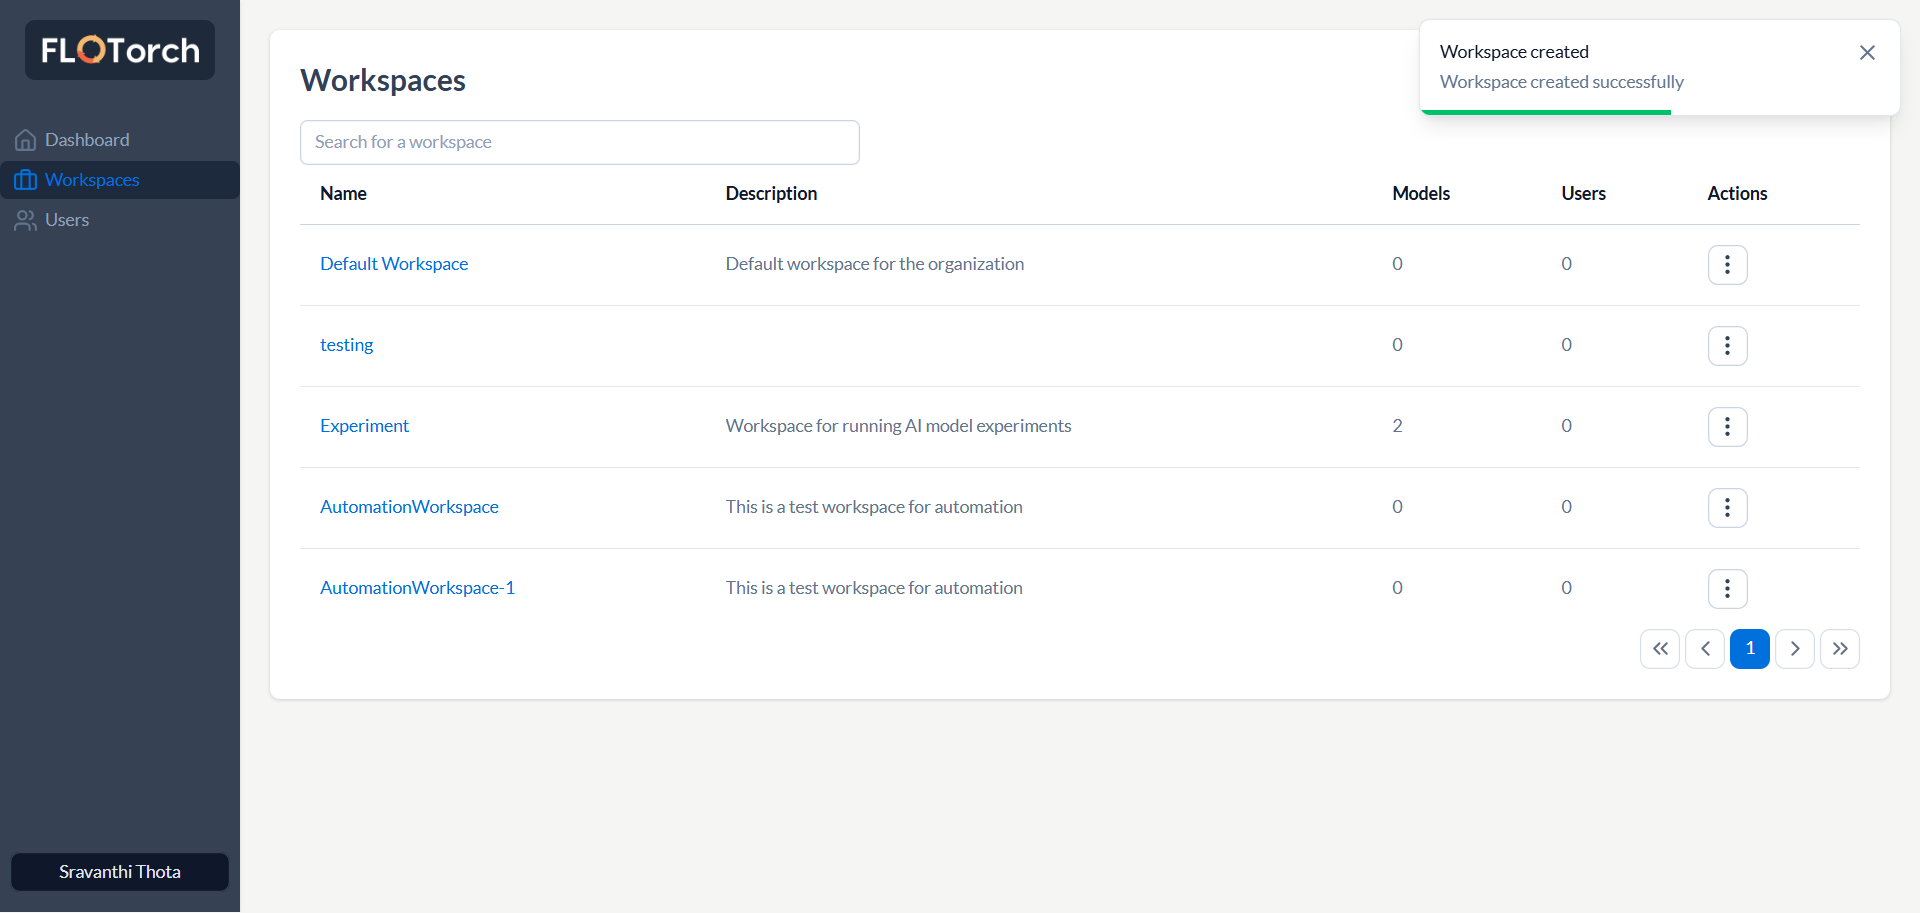 FLOTorch
Dashboard
Workspaces
Users
Sravanthi Thota
Workspaces
Search for a workspace
Name Description Models Users Actions
Default Workspace Default workspace for the organization 0 0
testing 0 0
Experiment Workspace for running AI model experiments 2 0
AutomationWorkspace This is a test workspace for automation 0 0
AutomationWorkspace-1 This is a test workspace for automation 0 0
1
Workspace created
Workspace created successfully